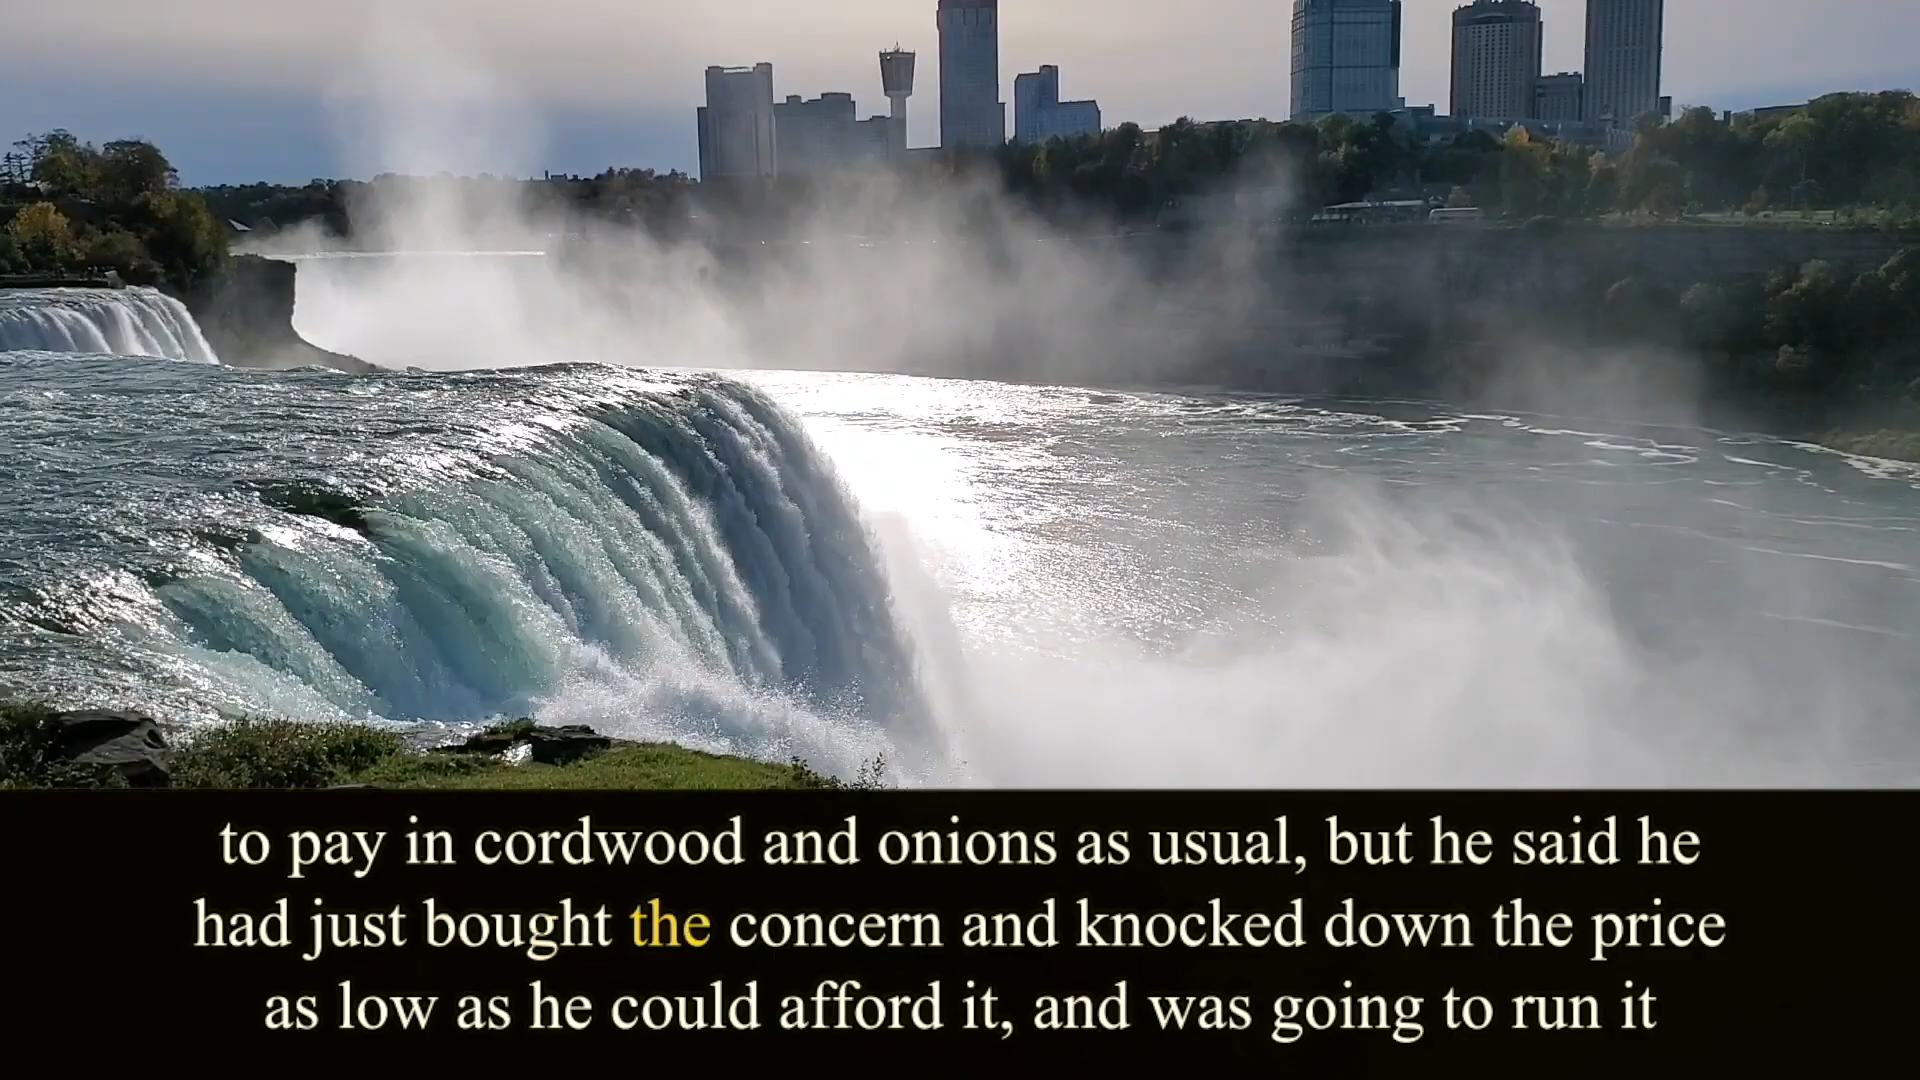 to pay in cordwood and onions as usual, but he said he
had just bought the concern and knocked down the price
as low as he could afford it, and was going to run it